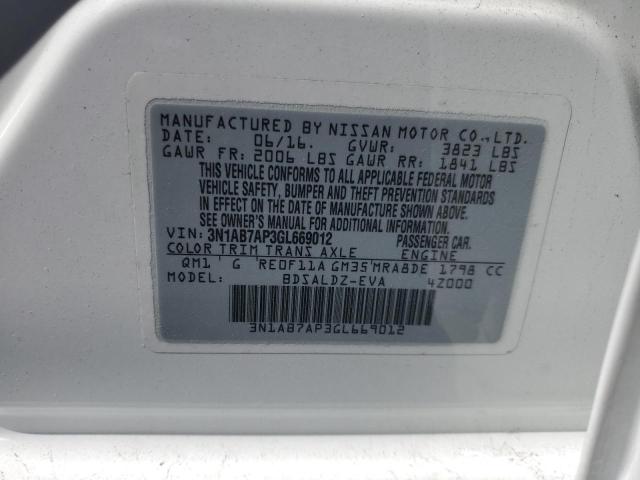 MANUFACTURED BY NISSAN MOTOR CO., LTD.
DATE: 06/16. GVWR: 3823 LBS
GAWR FR: 2006 LBS GAWR RR: 1841 LBS
THIS VEHICLE CONFORMS TO ALL APPLICABLE FEDERAL MOTOR
VEHICLE SAFETY, BUMPER AND THEFT PREVENTION STANDARDS
IN EFFECT ON THE DATE OF MANUFACTURE SHOWN ABOVE.
SEE OWNER'S MANUAL FOR ADDITIONAL INFORMATION.
VIN: 3N1AB7AP3GL669012 PASSENGER CAR.
COLOR TRIM TRANS AXLE ENGINE
QM1 G RE0F11A GM35 MRA8DE 1798 CC
MODEL: BDSALDZ-EVA 4Z000
3N1AB7AP3GL669012